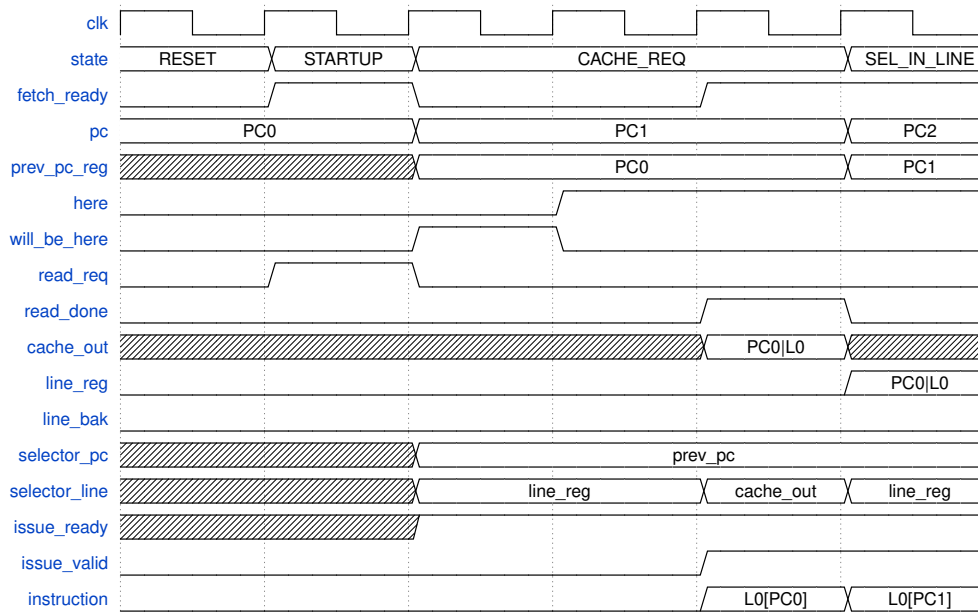 clk
state RESET STARTUP CACHE_REQ SEL_IN_LINE
fetch_ready
pc PC0 PC1 PC2
prev_pc_reg PC0 PC1
here
will_be_here
read_req
read_done
cache_out PC0|L0
line_reg PC0|L0
line_bak
selector_pc prev_pc
selector_line line_reg cache_out line_reg
issue_ready
issue_valid
instruction L0[PC0] L0[PC1]